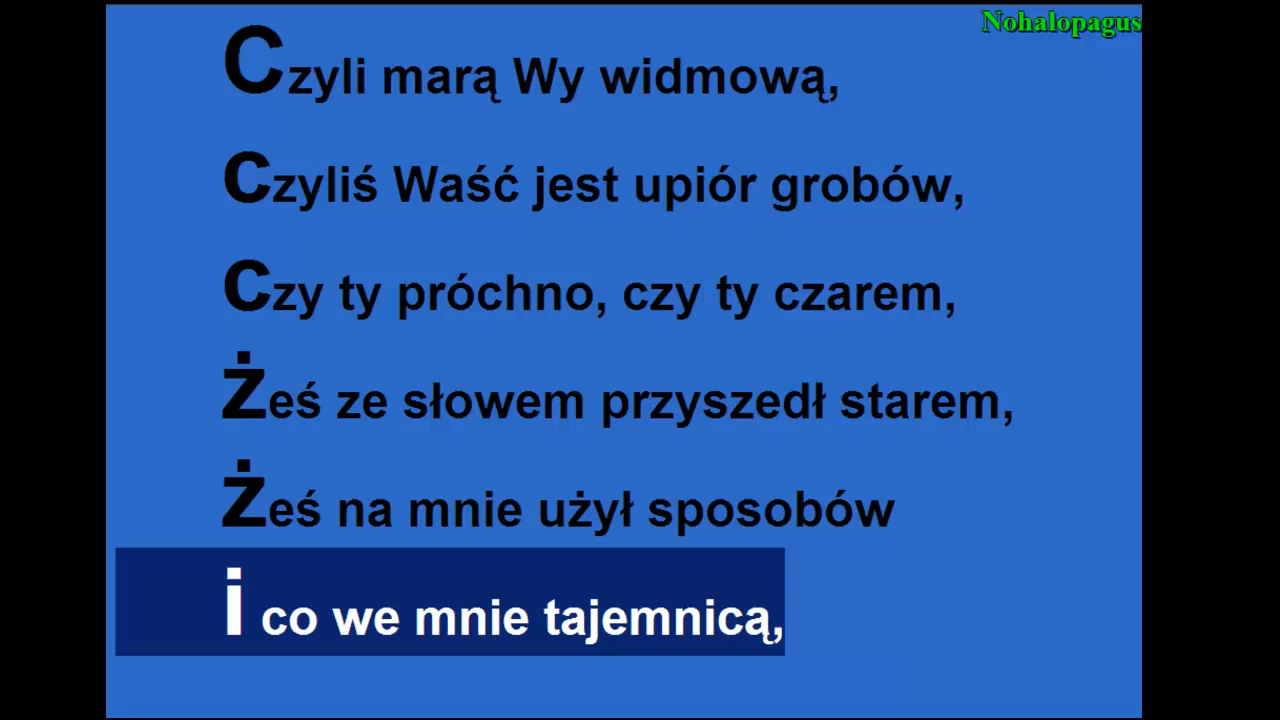 Nohalopagus
Czyli marą Wy widmową,
czyliś Waść jest upiór grobów,
czy ty próchno, czy ty czarem,
żeś ze słowem przyszedł starem,
żeś na mnie użył sposobów
i co we mnie tajemnicą,